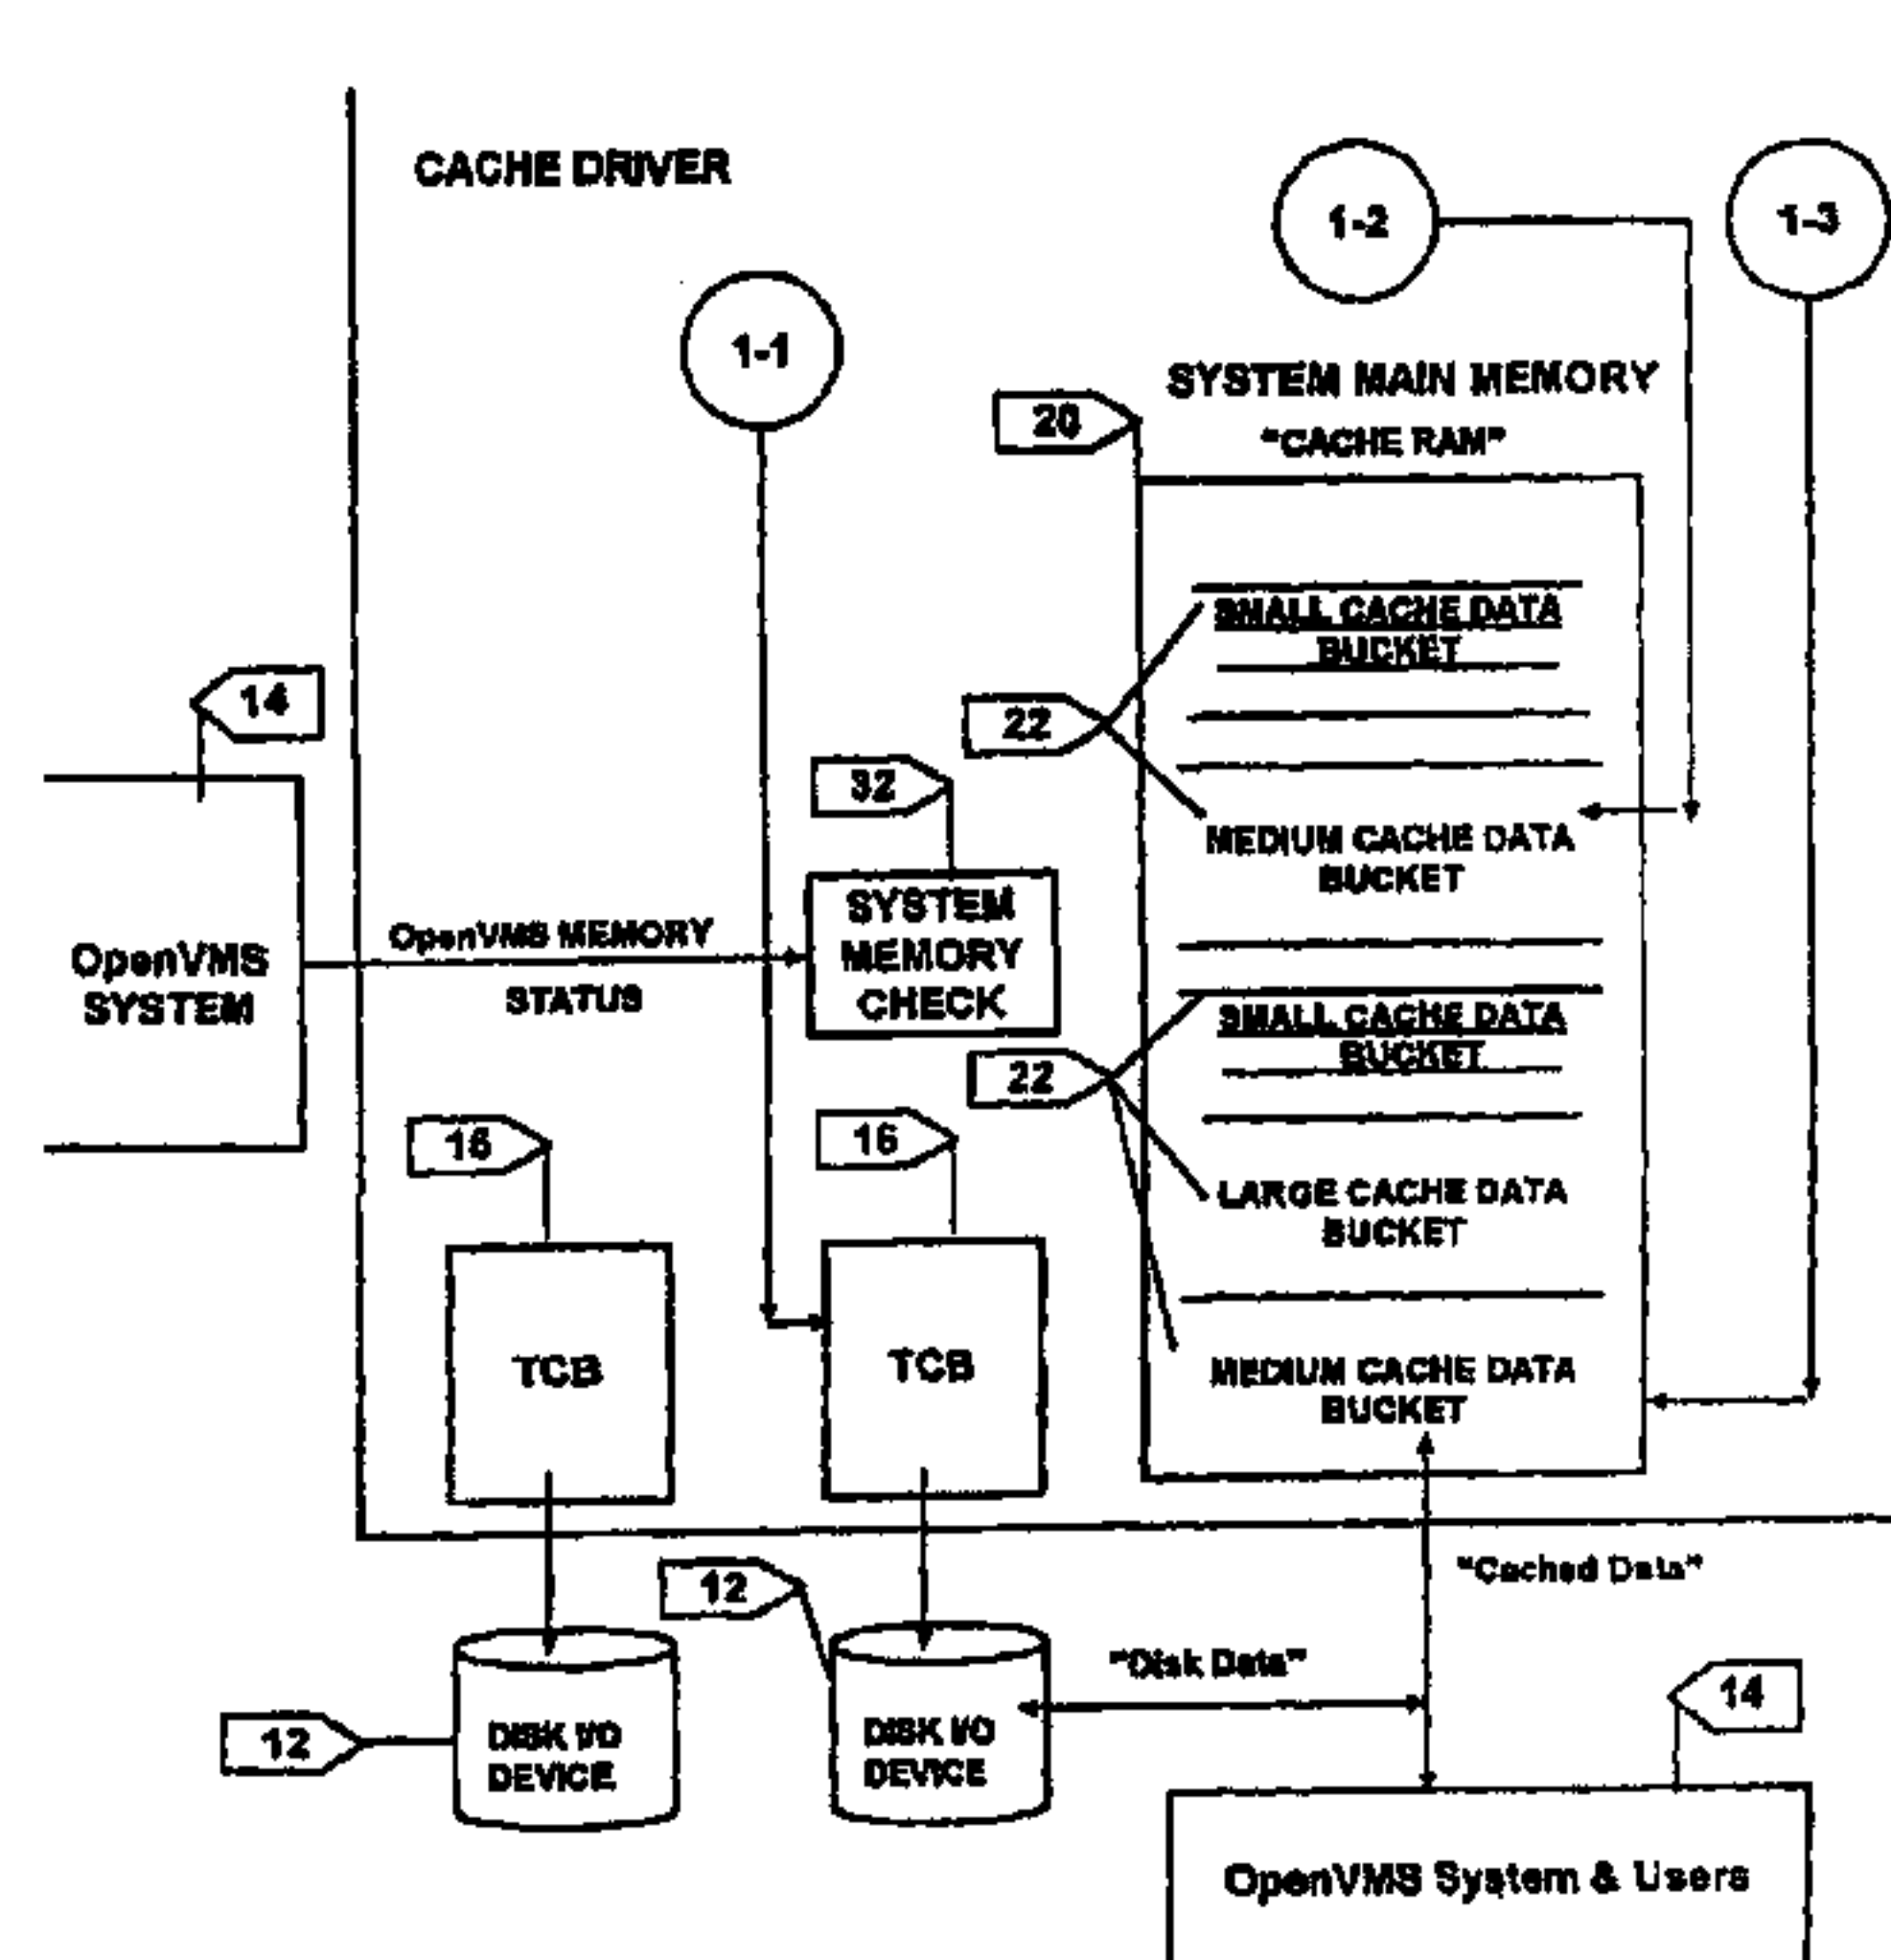 CACHE DRIVER
1-2
1-3
1-1
SYSTEM MAIN MEMORY
20
"CACHE RAM"
SMALL CACHE DATA
BUCKET
14
22
32
MEDIUM CACHE DATA
BUCKET
SYSTEM
MEMORY
CHECK
OpenVMS MEMORY
STATUS
OpenVMS
SYSTEM
SMALL CACHE DATA
BUCKET
22
16
16
LARGE CACHE DATA
BUCKET
TCB
TCB
MEDIUM CACHE DATA
BUCKET
"Cached Data"
12
"Disk Data"
14
12
DISK I/O
DEVICE
DISK I/O
DEVICE
OpenVMS System & Users